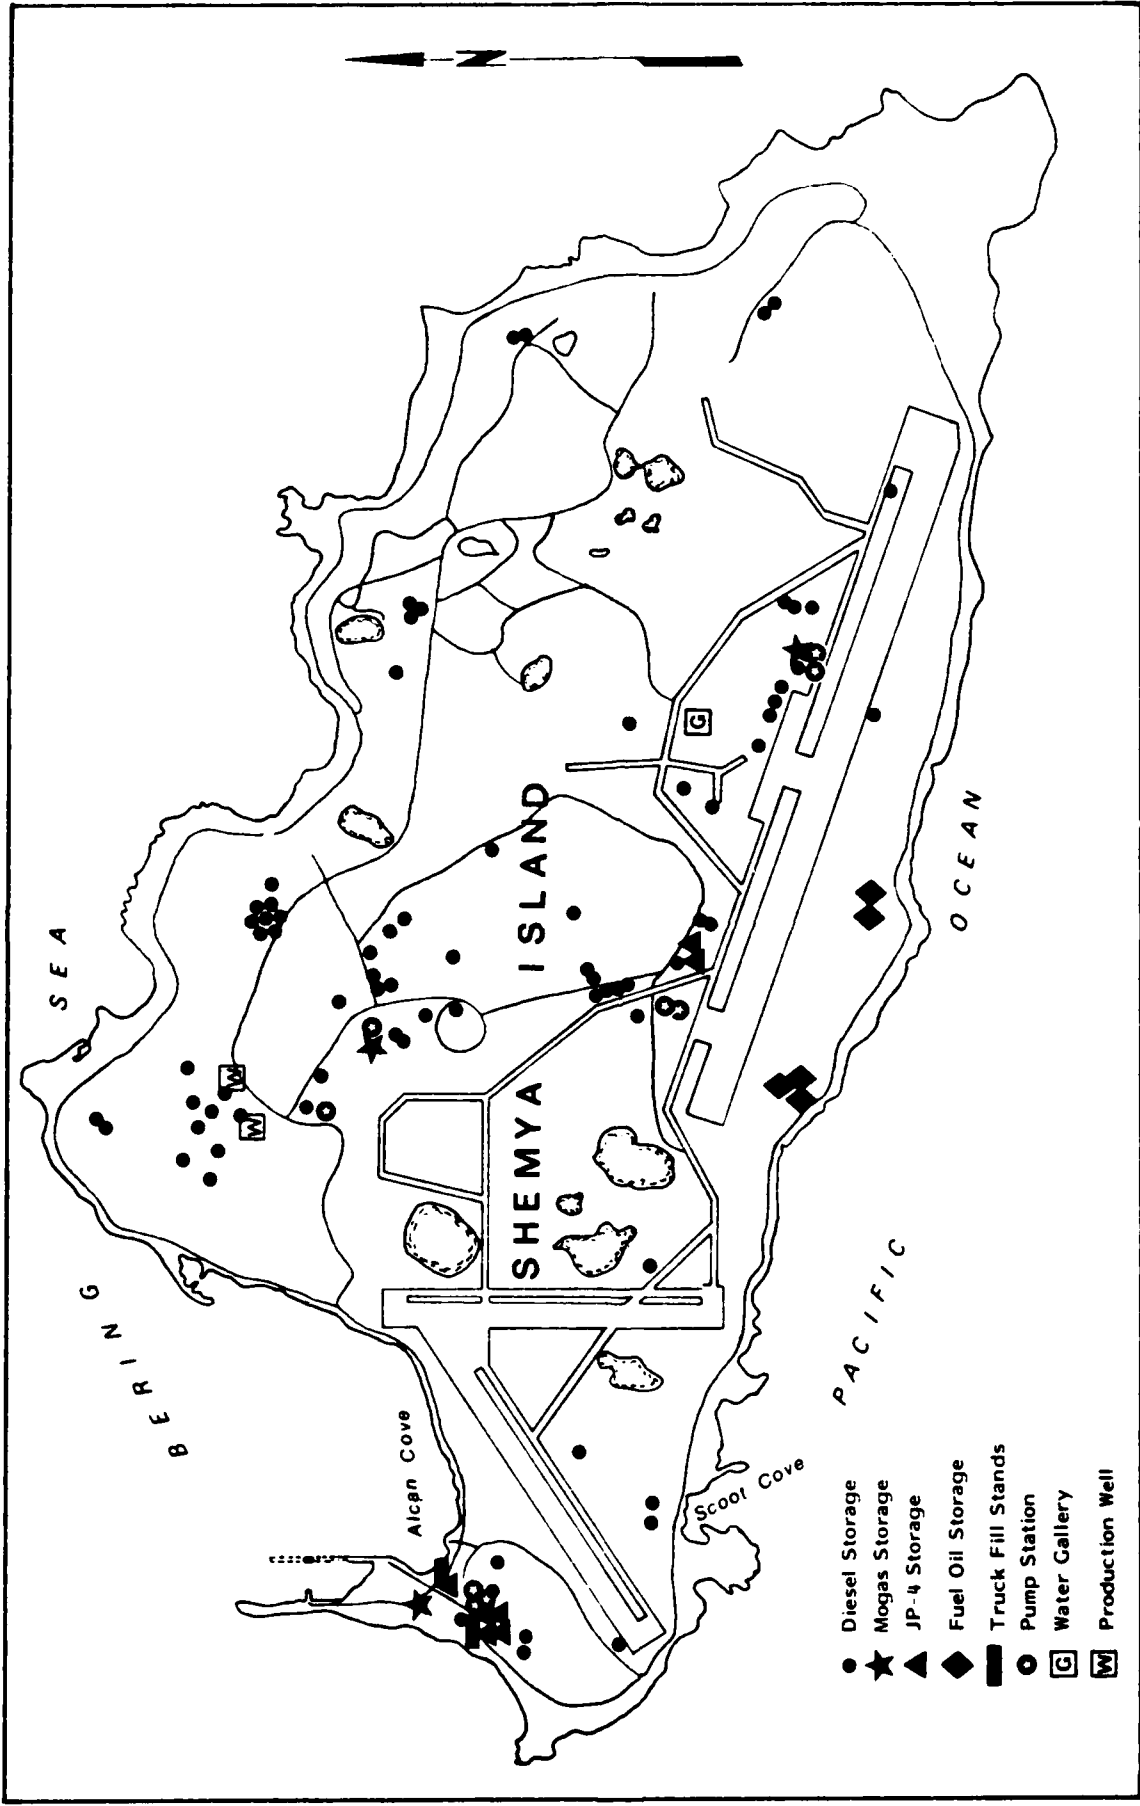 N
BERING SEA
Alcan Cove
SHEMYA ISLAND
G
W
W
Scoot Cove
PACIFIC OCEAN
Diesel Storage
Mogas Storage
JP-4 Storage
Fuel Oil Storage
Truck Fill Stands
Pump Station
G Water Gallery
W Production Well